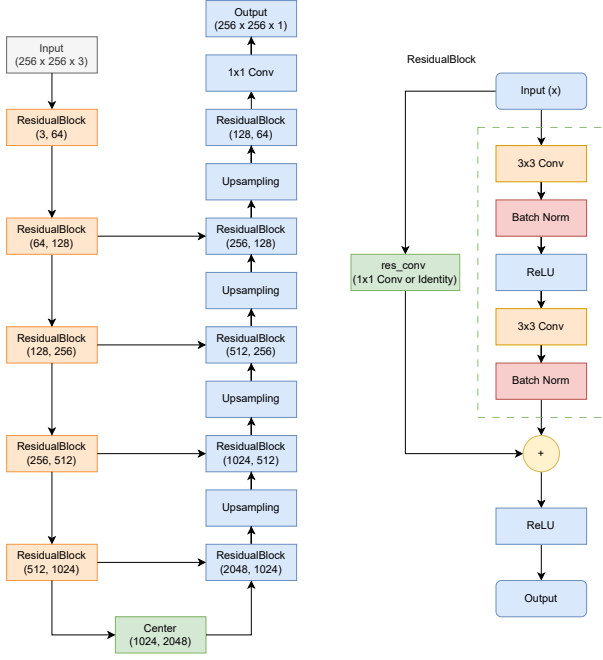 Input
(256 x 256 x 3)
ResidualBlock
(3, 64)
ResidualBlock
(64, 128)
ResidualBlock
(128, 256)
ResidualBlock
(256, 512)
ResidualBlock
(512, 1024)
Center
(1024, 2048)
Output
(256 x 256 x 1)
1x1 Conv
ResidualBlock
(128, 64)
Upsampling
ResidualBlock
(256, 128)
Upsampling
ResidualBlock
(512, 256)
Upsampling
ResidualBlock
(1024, 512)
Upsampling
ResidualBlock
(2048, 1024)
ResidualBlock
Input (x)
3x3 Conv
Batch Norm
ReLU
3x3 Conv
Batch Norm
res_conv
(1x1 Conv or Identity)
+
ReLU
Output